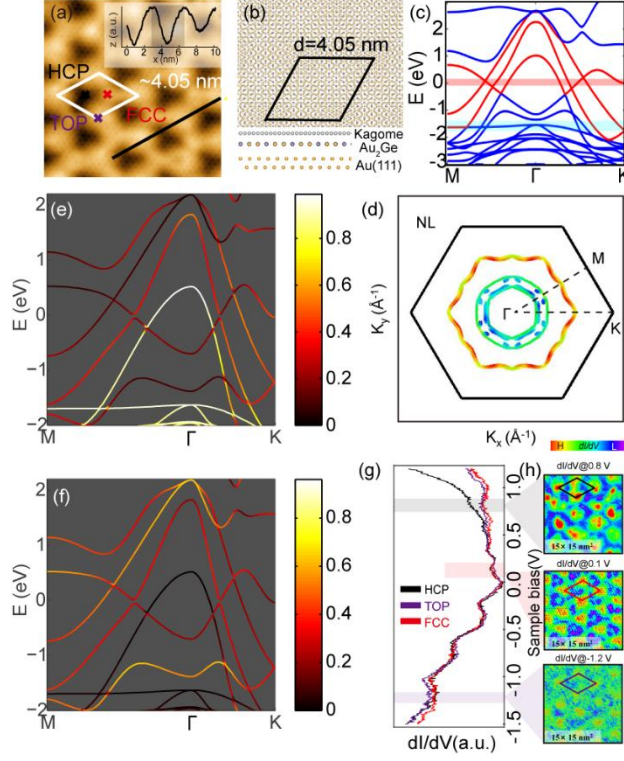 (a)
z (a.u.)
0 2 4 6 8 10
x (nm)
HCP
~4.05 nm
TOP
FCC
(b)
d=4.05 nm
Kagome
Au₂Ge
Au(111)
(c)
E (eV)
2
1
0
-1
-2
-3
M Γ K
(e)
E (eV)
2
1
0
−1
−2
M Γ K
0.8
0.6
0.4
0.2
0
(d)
NL
M
Γ
K
K_y (Å⁻¹)
K_x (Å⁻¹)
(f)
E (eV)
2
1
0
−1
−2
M Γ K
0.8
0.6
0.4
0.2
0
(g)
HCP
TOP
FCC
dI/dV(a.u.)
Sample bias(V)
1.0
0.5
0.0
-0.5
-1.0
-1.5
H dI/dV L
(h)
dI/dV@0.8 V
15× 15 nm²
dI/dV@0.1 V
15× 15 nm²
dI/dV@-1.2 V
15× 15 nm²